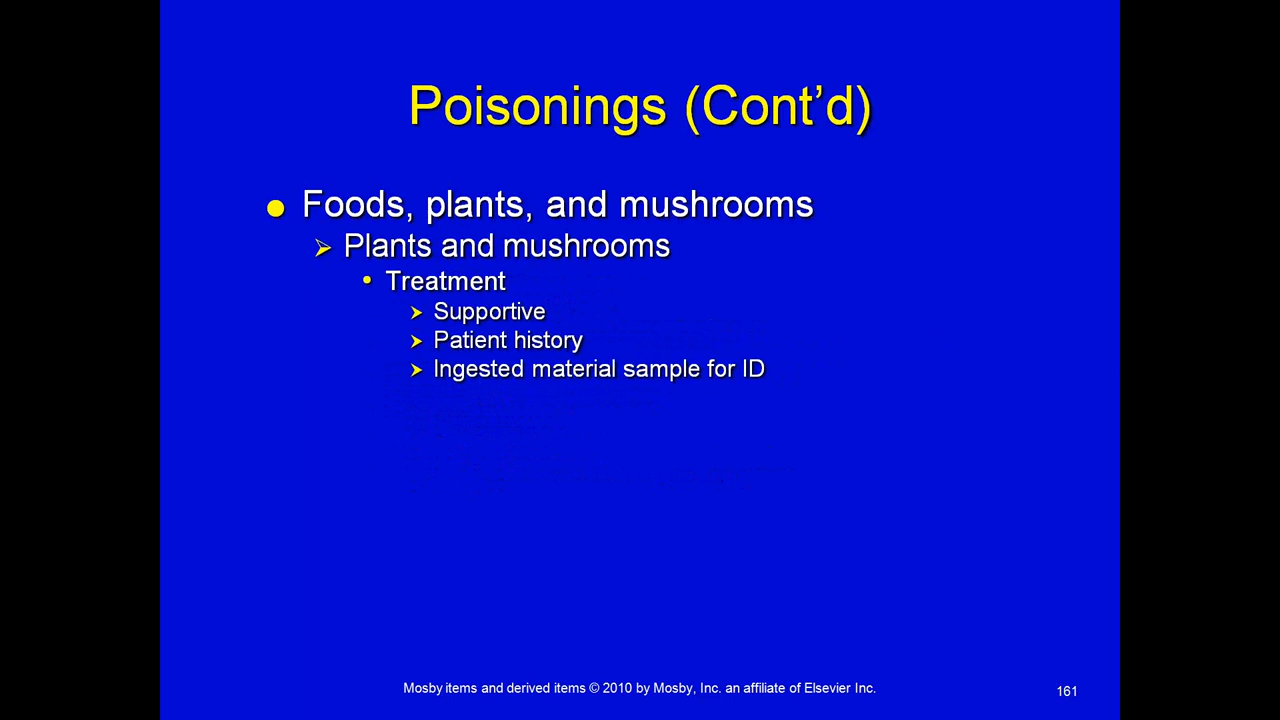 Poisonings (Cont’d)
Foods, plants, and mushrooms
Plants and mushrooms
Treatment
Supportive
Patient history
Ingested material sample for ID
Mosby items and derived items © 2010 by Mosby, Inc. an affiliate of Elsevier Inc.
161